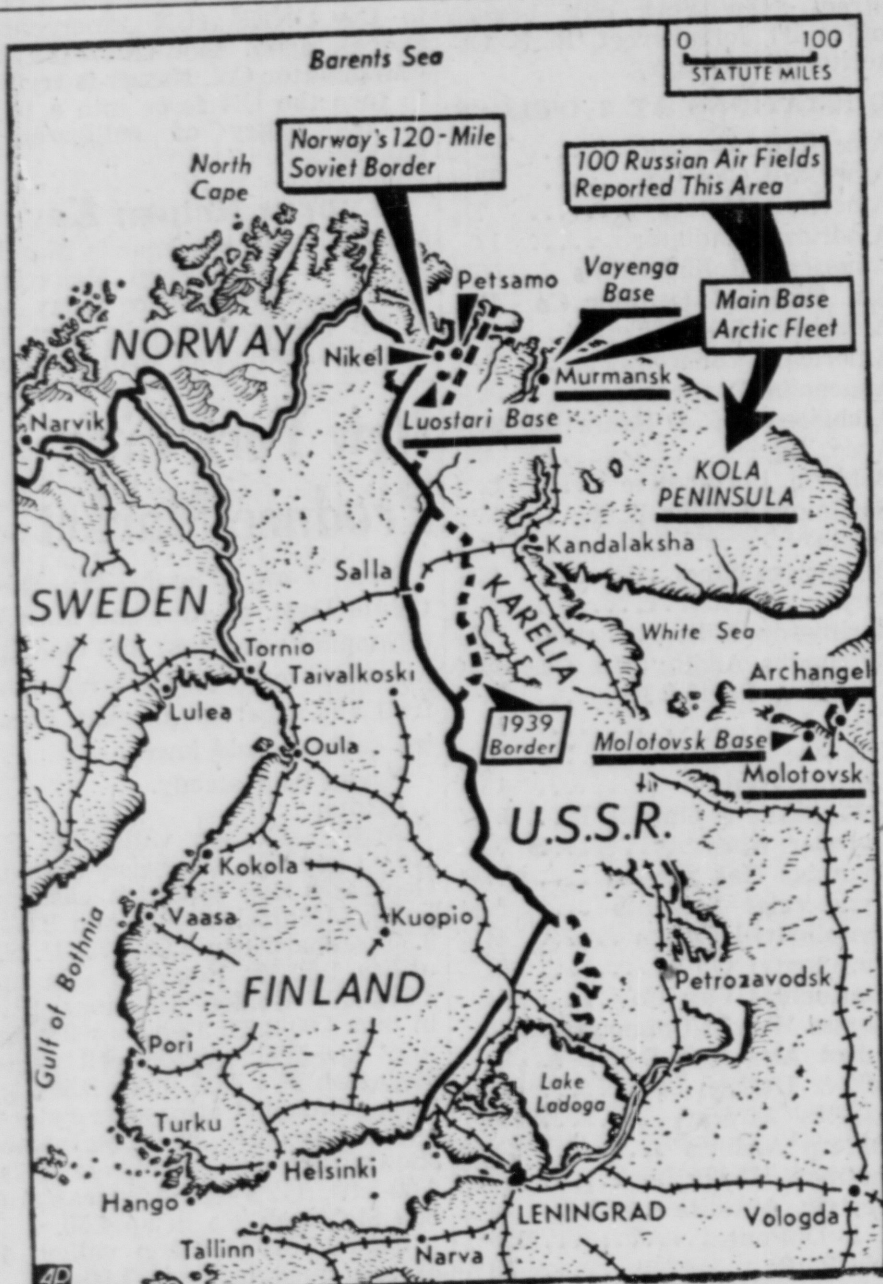 Barents Sea
0 100
STATUTE MILES
Norway's 120-Mile
Soviet Border
100 Russian Air Fields
Reported This Area
North
Cape
Petsamo
Vayenga
Base
Main Base
Arctic Fleet
NORWAY
Nikel
Murmansk
Narvik
Luostari Base
KOLA
PENINSULA
Kandalaksha
Salla
SWEDEN
KARELIA
White Sea
Tornio
Taivalkoski
Archangel
Lulea
1939
Border
Oula
Molotovsk Base
Molotovsk
U.S.S.R.
Kokola
Vaasa
Kuopio
Gulf of Bothnia
FINLAND
Petrozavodsk
Pori
Lake
Ladoga
Turku
Helsinki
Hango
LENINGRAD
Vologda
Tallinn
Narva
AP